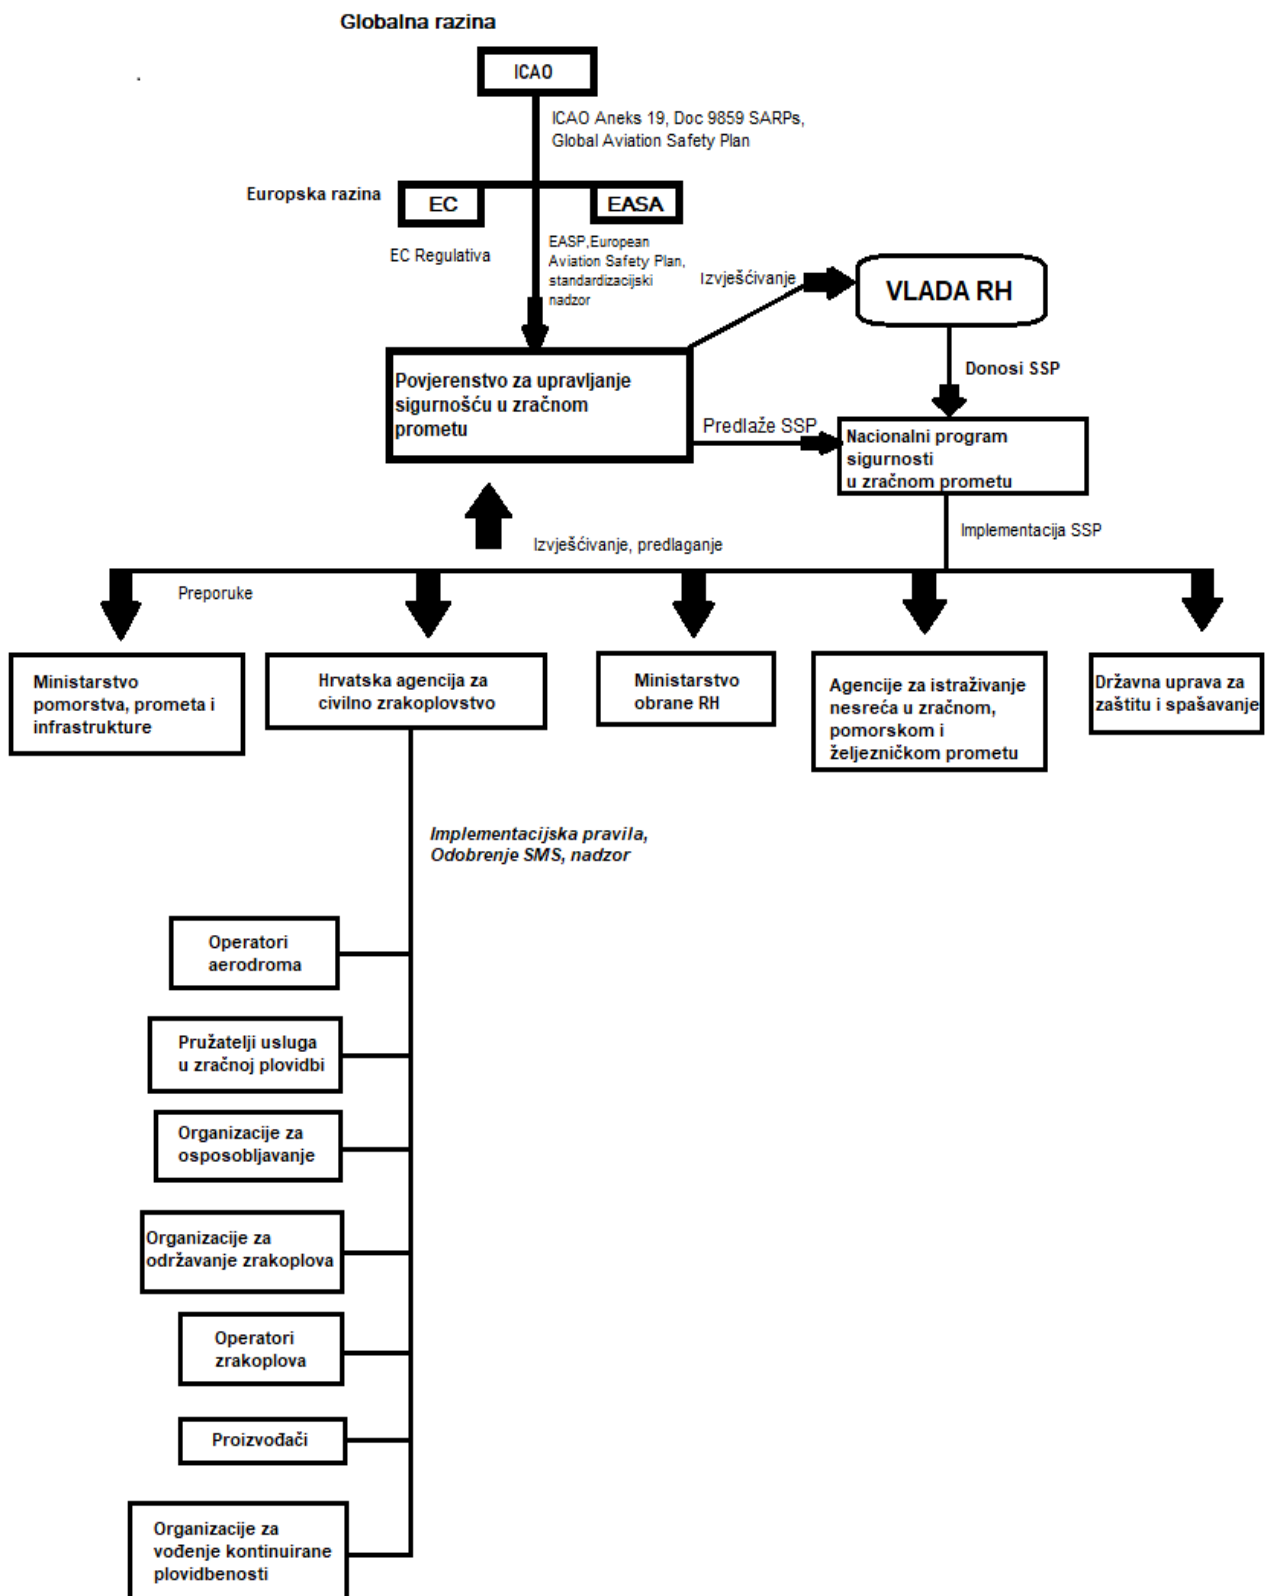 Globalna razina
ICAO
ICAO Aneks 19, Doc 9859 SARPs,
Global Aviation Safety Plan
Europska razina
EC
EASA
EC Regulativa
EASP,European
Aviation Safety Plan,
standardizacijski
nadzor
Izvješćivanje
VLADA RH
Donosi SSP
Povjerenstvo za upravljanje
sigurnošću u zračnom
prometu
Predlaže SSP
Nacionalni program
sigurnosti
u zračnom prometu
Implementacija SSP
Izvješćivanje, predlaganje
Preporuke
Ministarstvo
pomorstva, prometa i
infrastrukture
Hrvatska agencija za
civilno zrakoplovstvo
Ministarstvo
obrane RH
Agencije za istraživanje
nesreća u zračnom,
pomorskom i
željezničkom prometu
Državna uprava za
zaštitu i spašavanje
Implementacijska pravila,
Odobrenje SMS, nadzor
Operatori
aerodroma
Pružatelji usluga
u zračnoj plovidbi
Organizacije za
osposobljavanje
Organizacije za
održavanje zrakoplova
Operatori
zrakoplova
Proizvođači
Organizacije za
vođenje kontinuirane
plovidbenosti